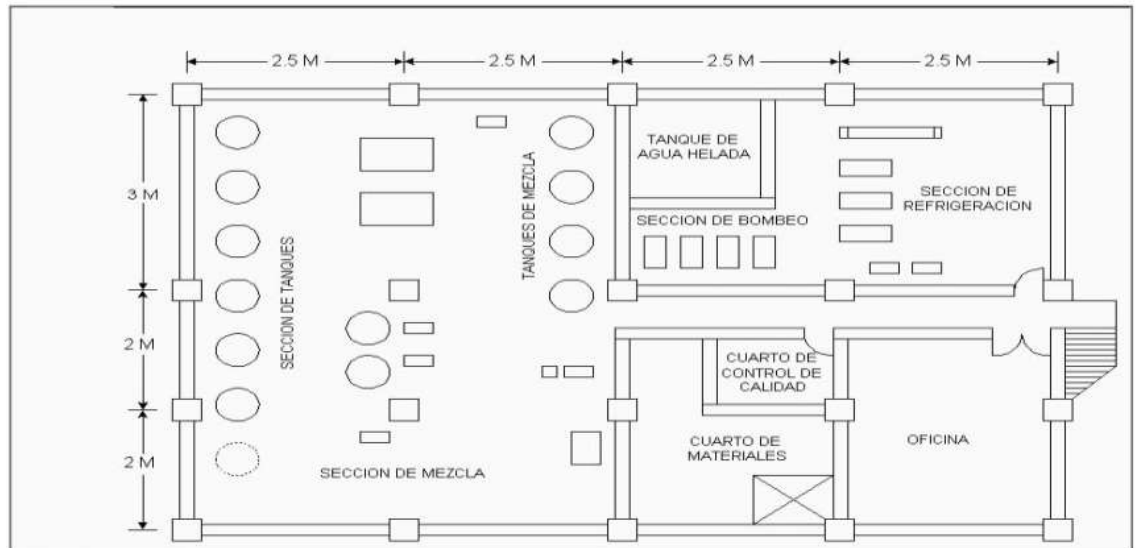 2.5 M
2.5 M
2.5 M
2.5 M
3 M
2 M
2 M
SECCION DE TANQUES
TANQUES DE MEZCLA
TANQUE DE
AGUA HELADA
SECCION DE BOMBEO
SECCION DE
REFRIGERACION
CUARTO DE
CONTROL DE
CALIDAD
CUARTO DE
MATERIALES
OFICINA
SECCION DE MEZCLA